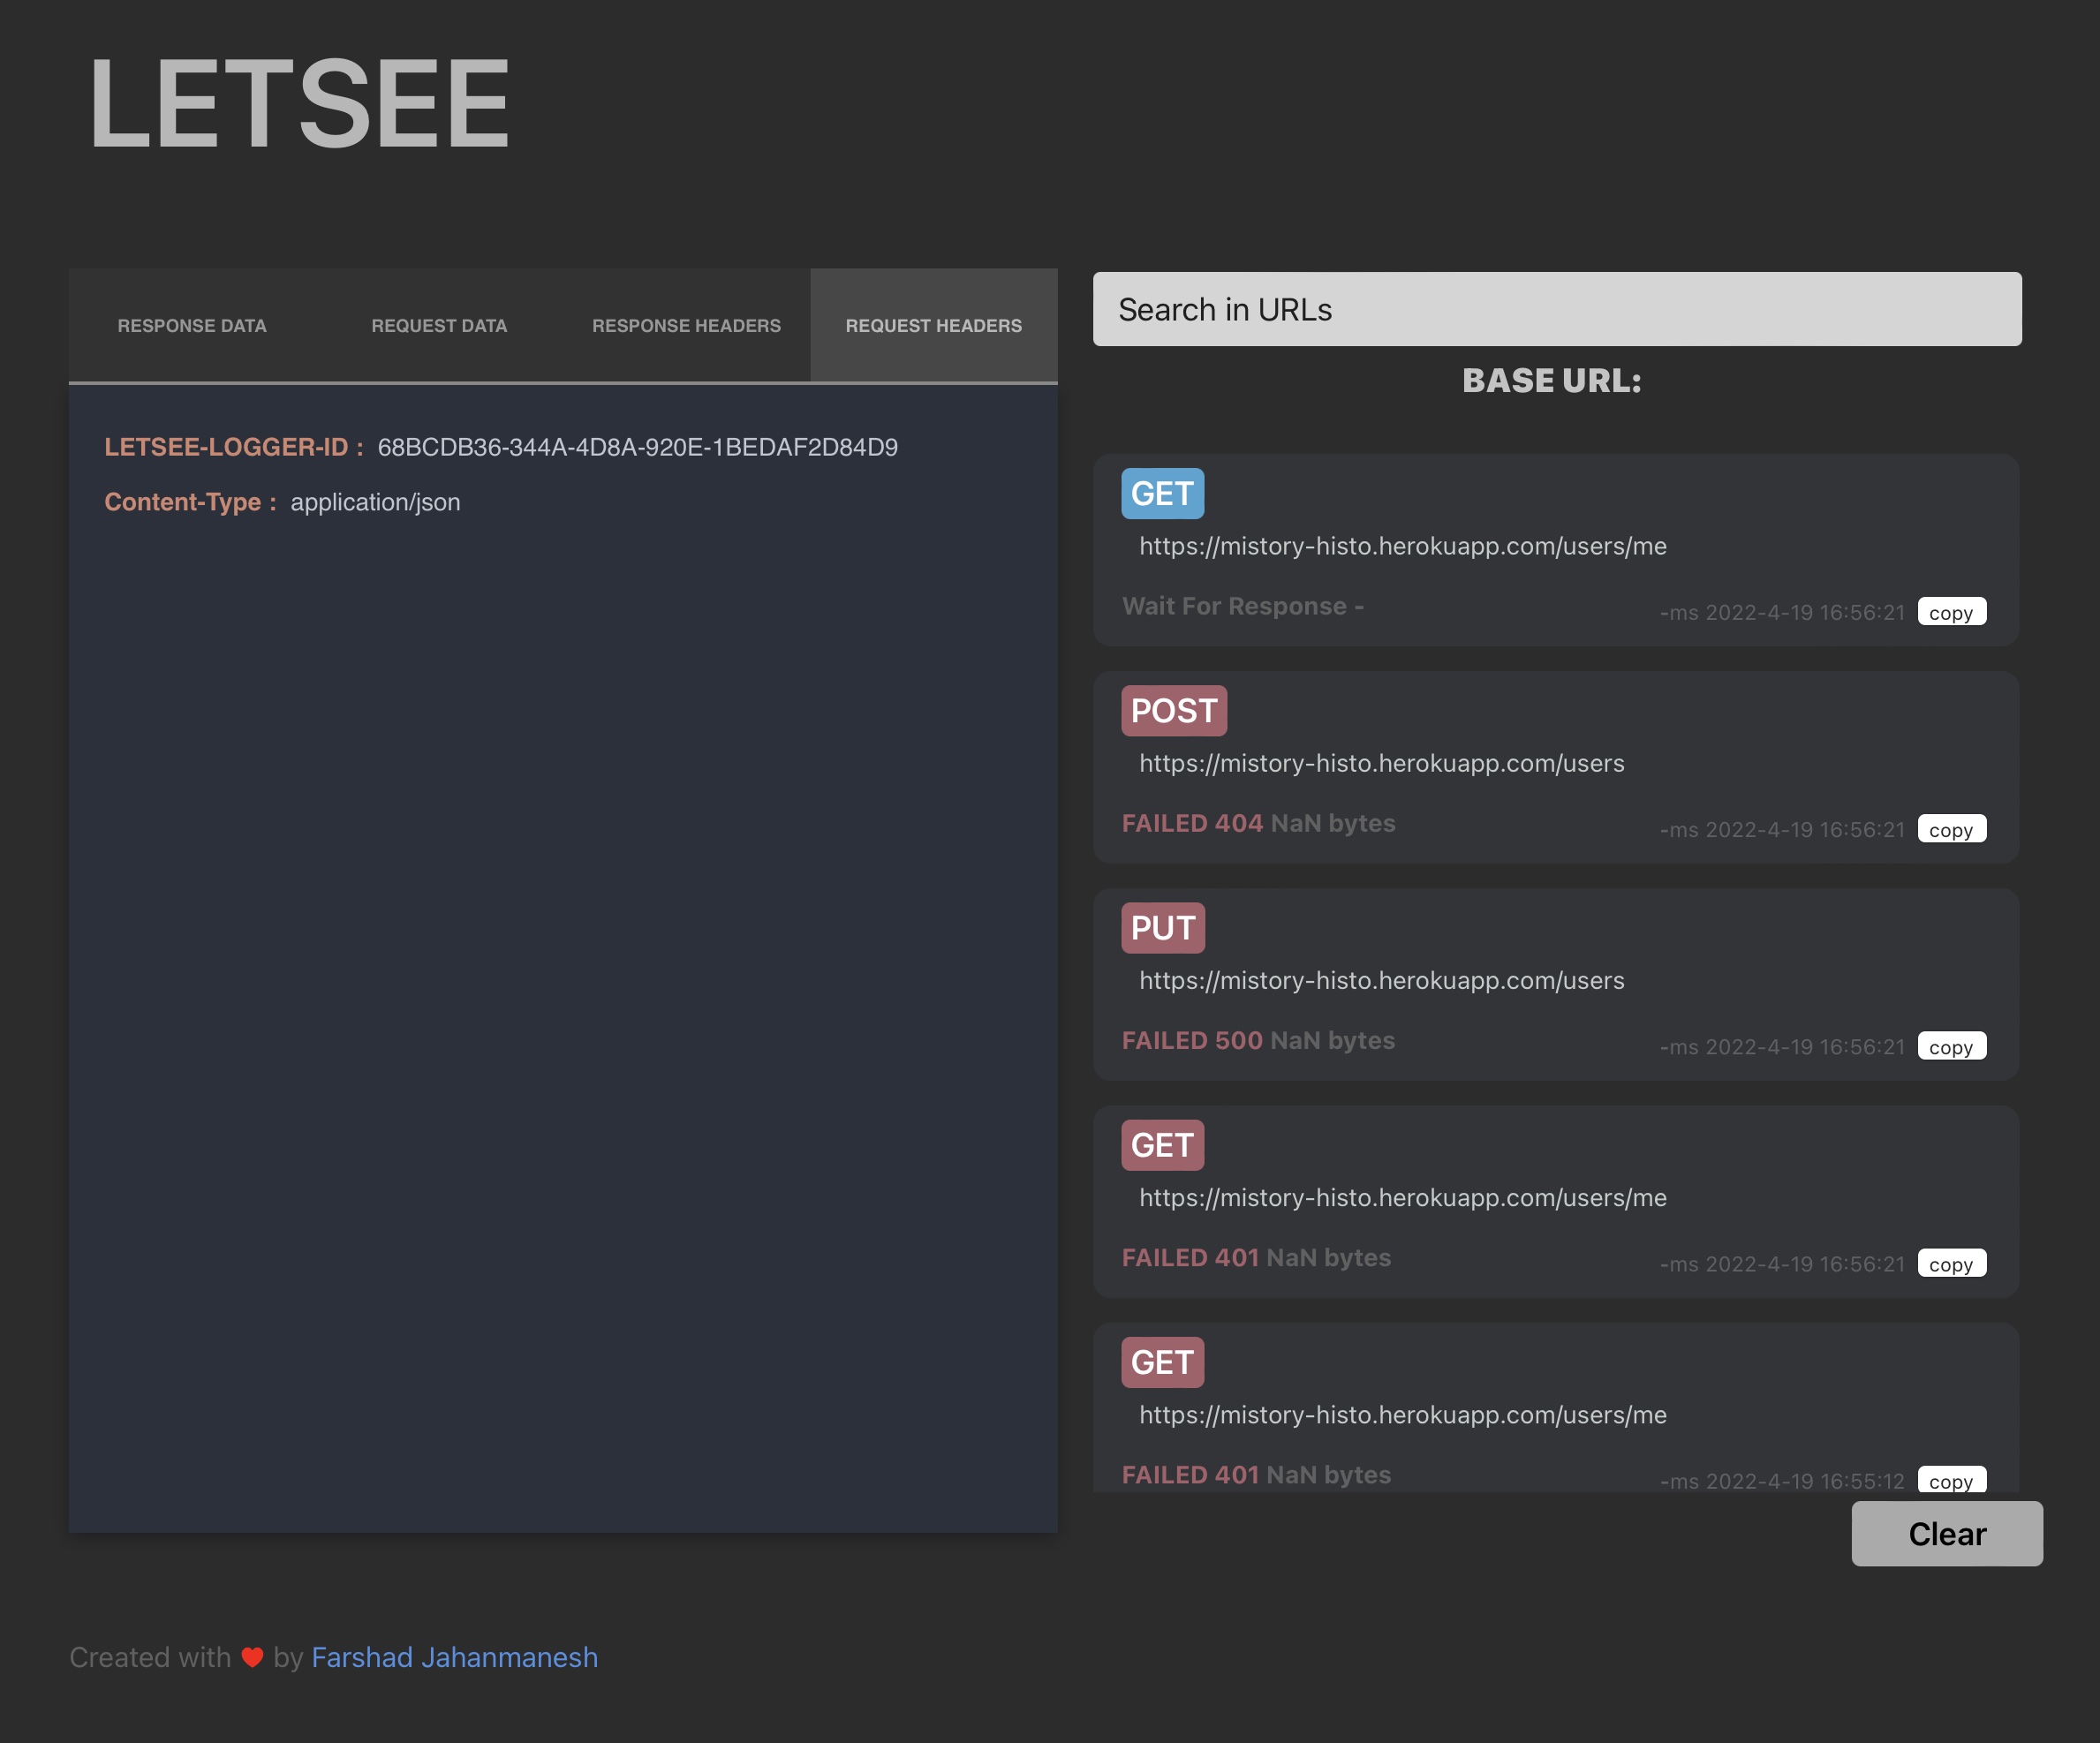 LETSEE
RESPONSE DATA REQUEST DATA RESPONSE HEADERS REQUEST HEADERS
LETSEE-LOGGER-ID : 68BCDB36-344A-4D8A-920E-1BEDAF2D84D9
Content-Type : application/json
Search in URLs
BASE URL:
GET
https://mistory-histo.herokuapp.com/users/me
Wait For Response - -ms 2022-4-19 16:56:21 copy
POST
https://mistory-histo.herokuapp.com/users
FAILED 404 NaN bytes -ms 2022-4-19 16:56:21 copy
PUT
https://mistory-histo.herokuapp.com/users
FAILED 500 NaN bytes -ms 2022-4-19 16:56:21 copy
GET
https://mistory-histo.herokuapp.com/users/me
FAILED 401 NaN bytes -ms 2022-4-19 16:56:21 copy
GET
https://mistory-histo.herokuapp.com/users/me
FAILED 401 NaN bytes -ms 2022-4-19 16:55:12 copy
Clear
Created with ❤️ by Farshad Jahanmanesh